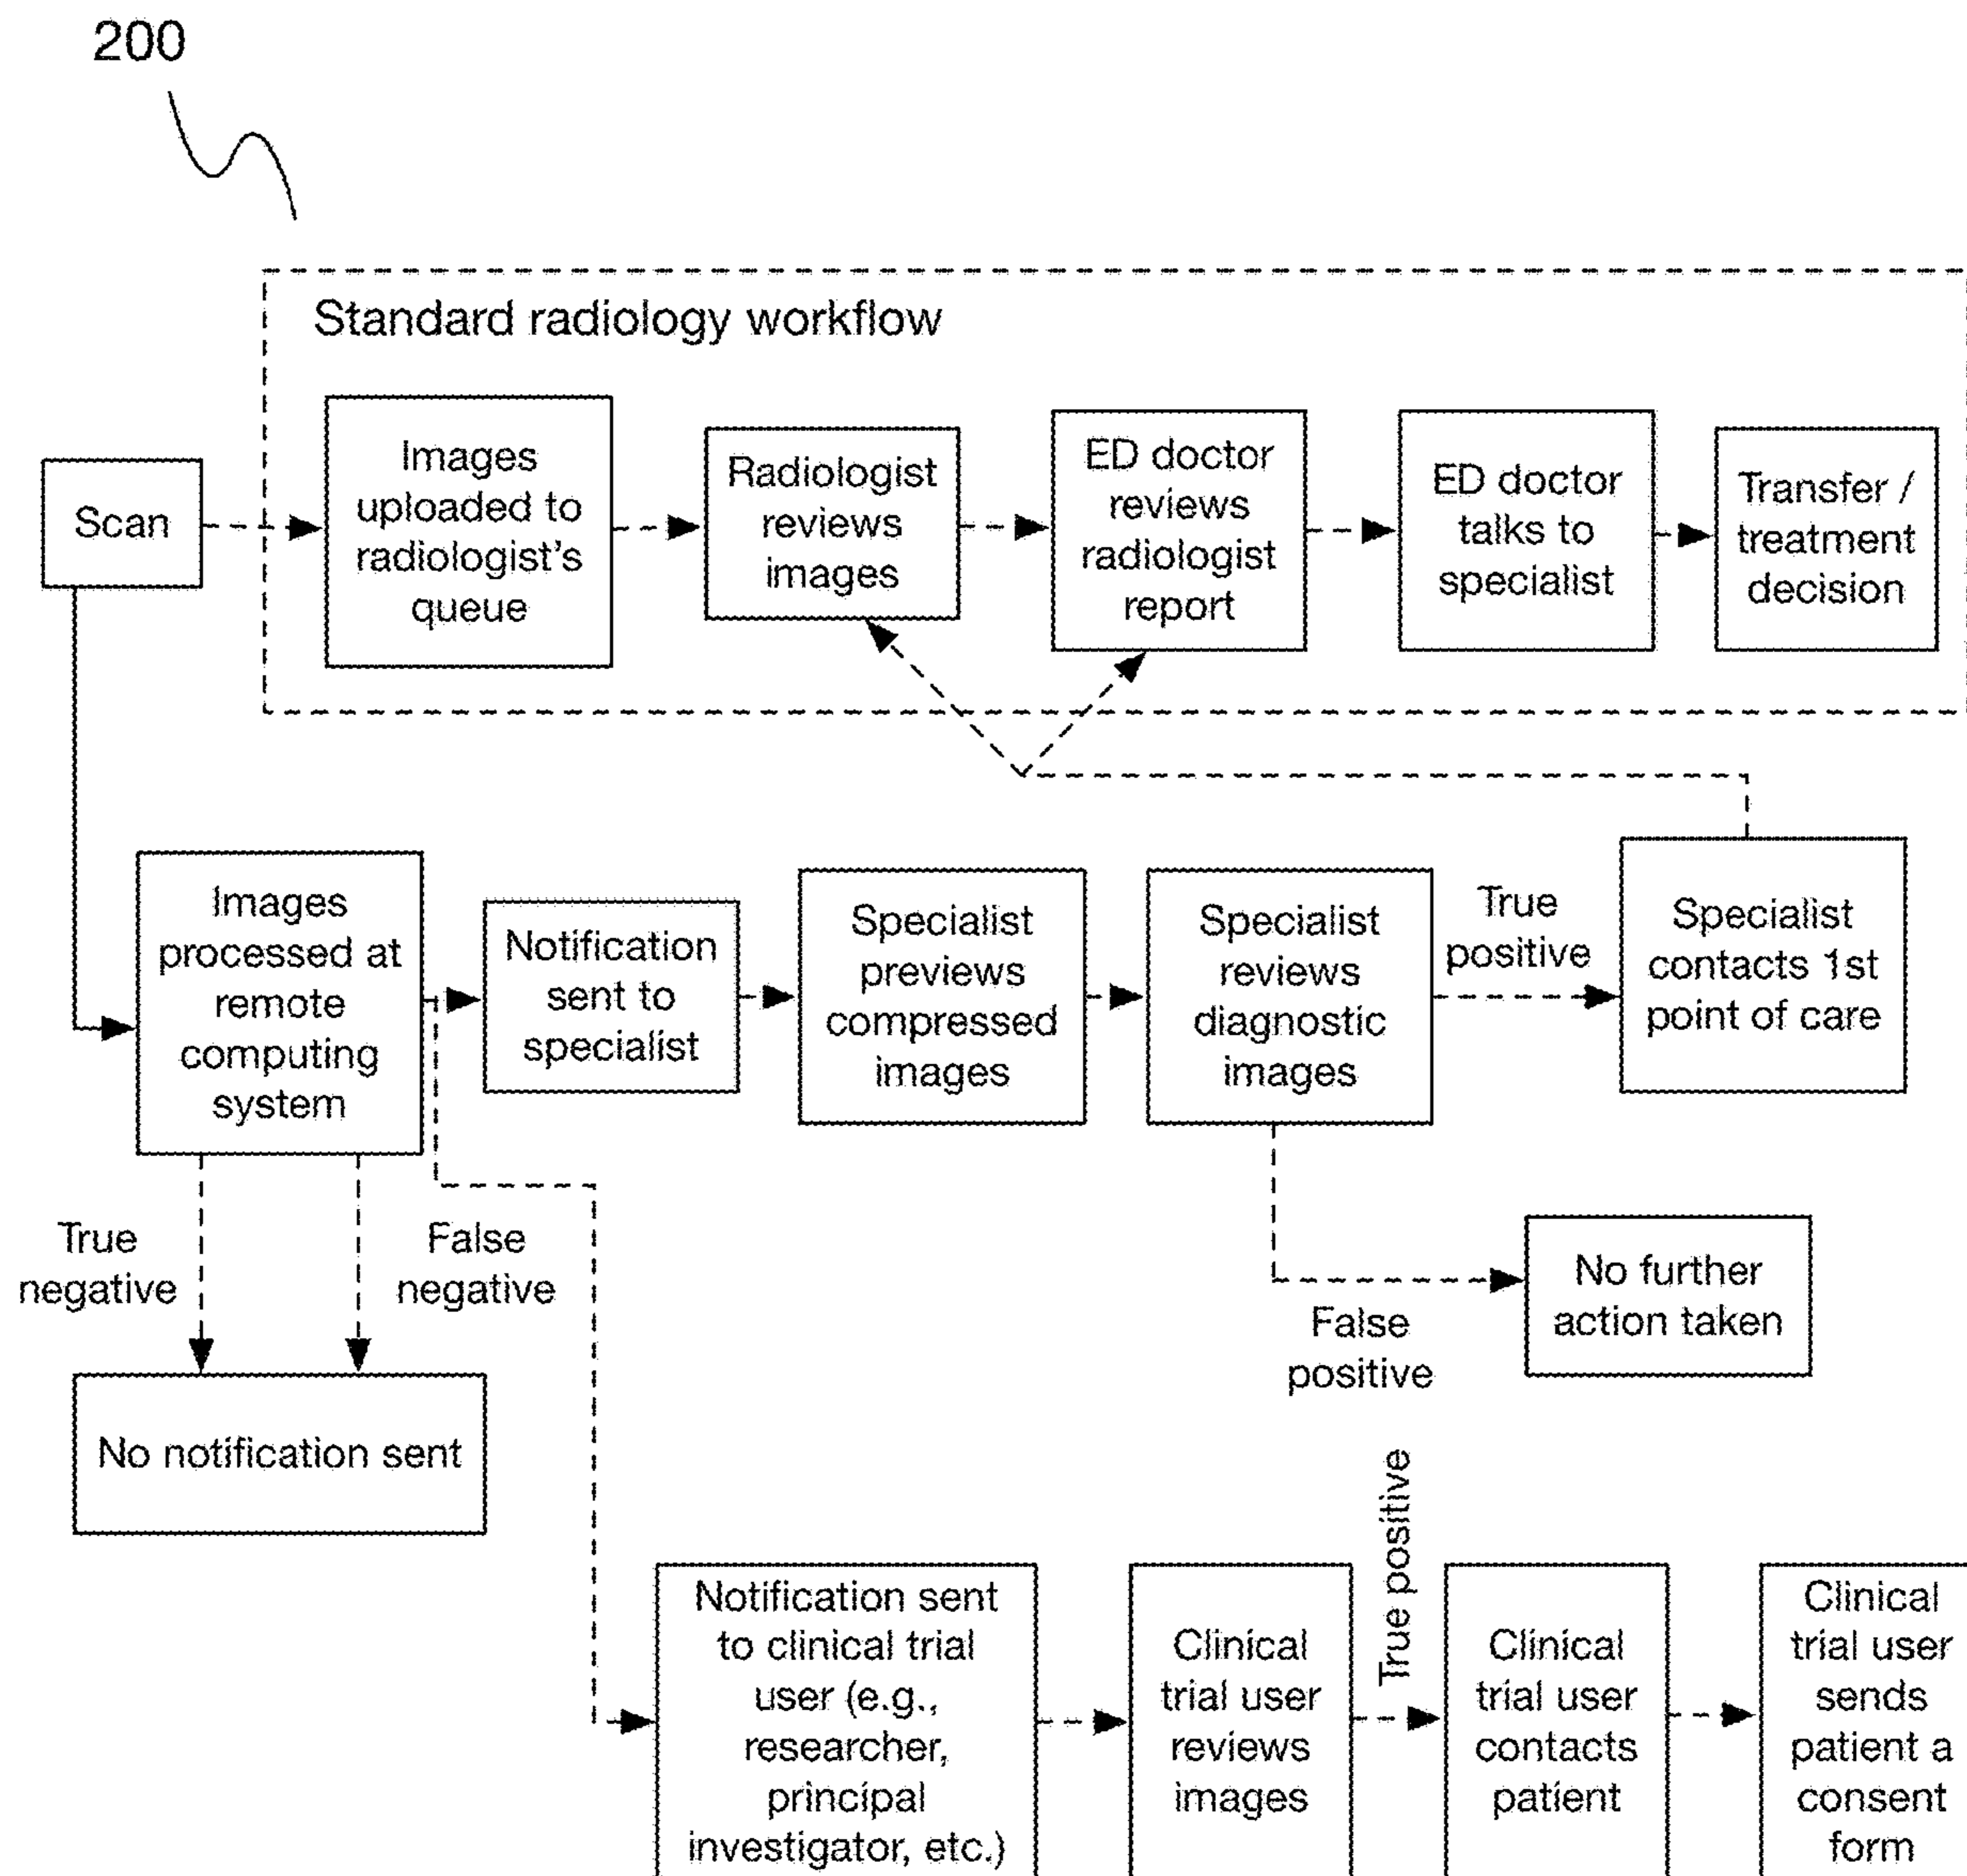 200
Standard radiology workflow
Scan
Images
uploaded to
radiologist's
queue
Radiologist
reviews
images
ED doctor
reviews
radiologist
report
ED doctor
talks to
specialist
Transfer /
treatment
decision
Images
processed at
remote
computing
system
Notification
sent to
specialist
Specialist
previews
compressed
images
Specialist
reviews
diagnostic
images
True
positive
Specialist
contacts 1st
point of care
True
negative
False
negative
No further
action taken
False
positive
No notification sent
Notification sent
to clinical trial
user (e.g.,
researcher,
principal
investigator, etc.)
Clinical
trial user
reviews
images
True positive
Clinical
trial user
contacts
patient
Clinical
trial user
sends
patient a
consent
form